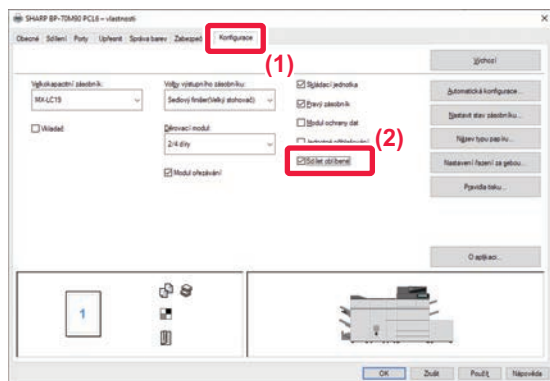 SHARP BP-70M90 PCL6 – vlastnosti
Obecné Sdílení Porty Upřesnit Správa barev Zabezpeč Konfigurace
(1)
Výchozí
Velkokapacitní zásobník:
MX-LC19
Vkladač
Volby výstupního zásobníku:
Sedlový finišer(Velký stohovač)
Děrovací modul:
2/4 díry
Modul ořezávání
Skládací jednotka
Pravý zásobník
Modul ochrany dat
(2)
Sdílet oblíbené
Automatická konfigurace...
Nastavit stav zásobníku...
Název typu papíru...
Nastavení řazení za sebou...
Pravidla tisku...
O aplikaci...
1
OK Zrušit Použít Nápověda